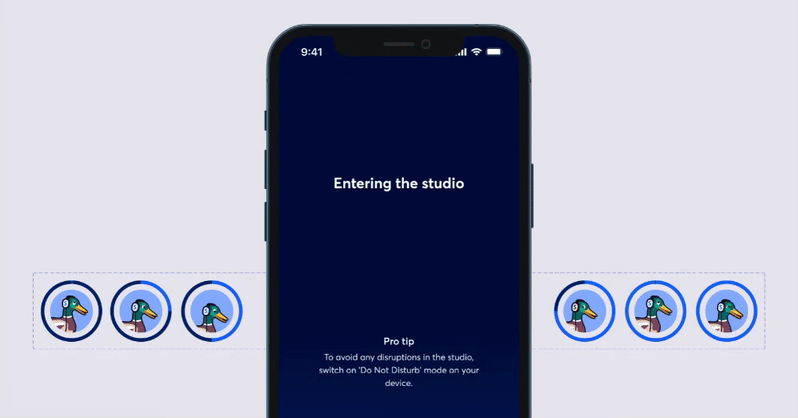 9:41
Entering the studio
Pro tip
To avoid any disruptions in the studio,
switch on 'Do Not Disturb' mode on your
device.